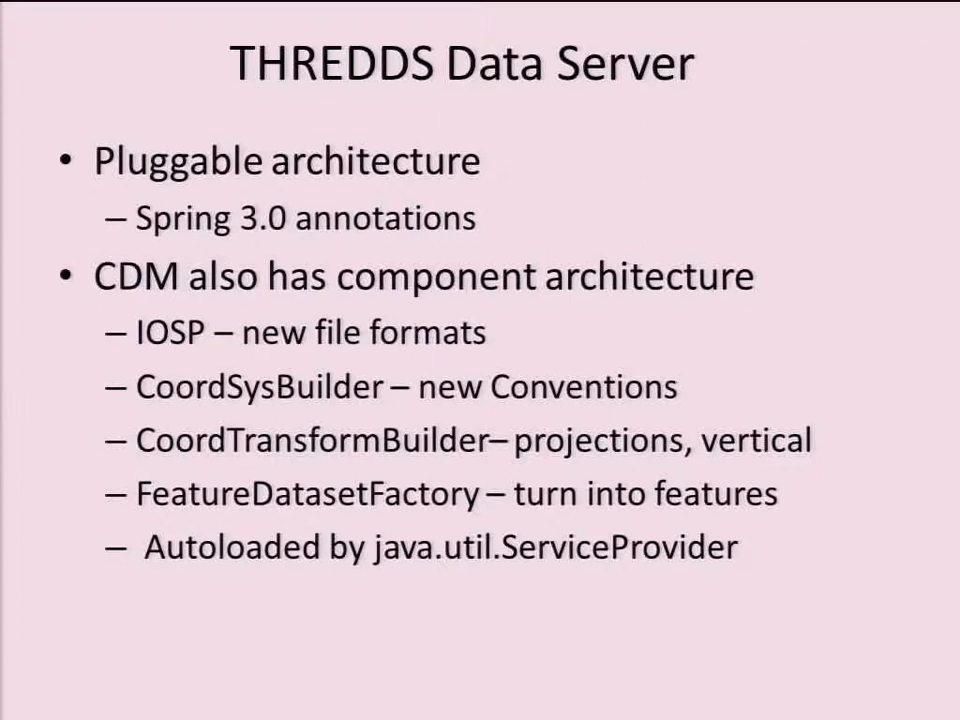 THREDDS Data Server
• Pluggable architecture
– Spring 3.0 annotations
• CDM also has component architecture
– IOSP – new file formats
– CoordSysBuilder – new Conventions
– CoordTransformBuilder– projections, vertical
– FeatureDatasetFactory – turn into features
– Autoloaded by java.util.ServiceProvider